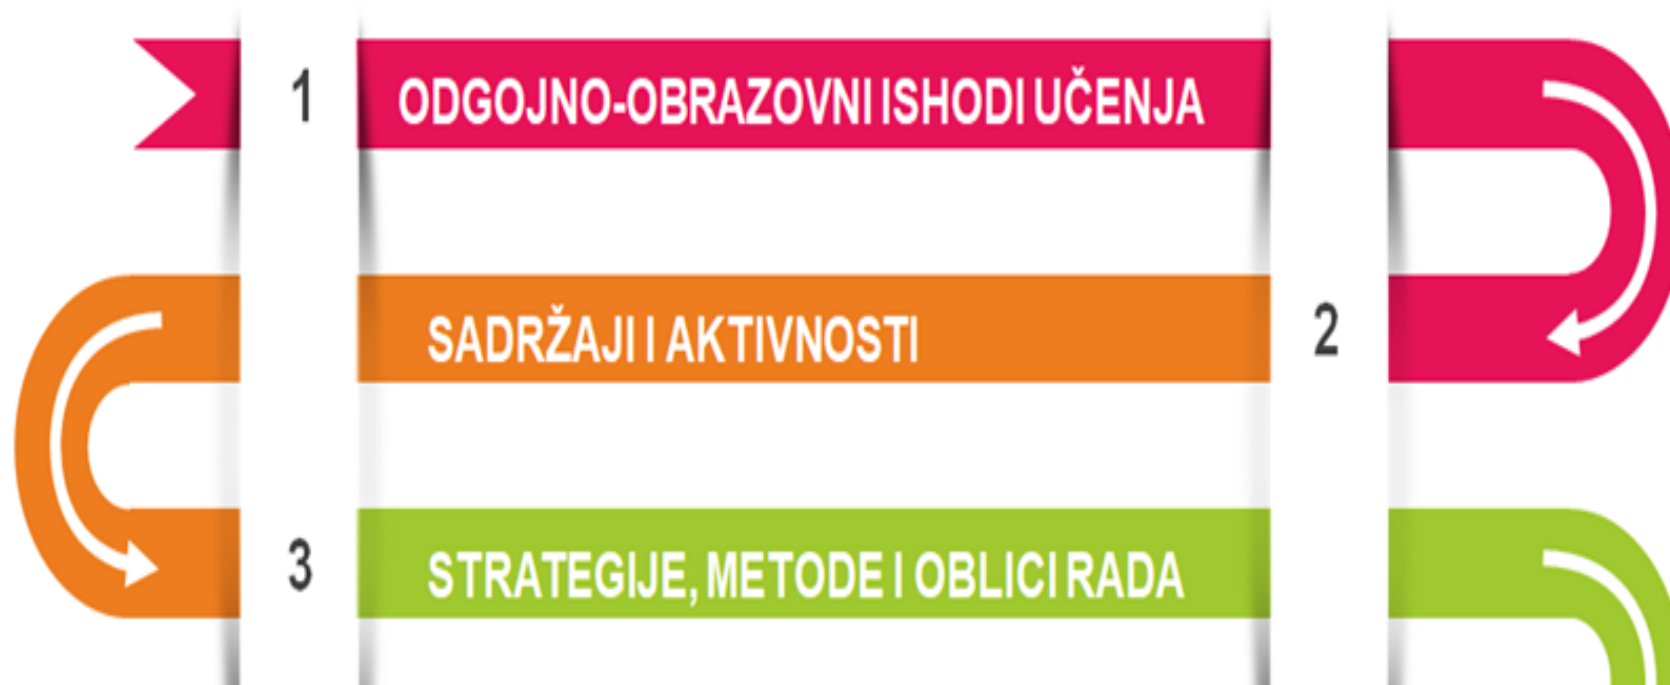 1 ODGOJNO-OBRAZOVNI ISHODI UČENJA
SADRŽAJI I AKTIVNOSTI 2
3 STRATEGIJE, METODE I OBLICI RADA